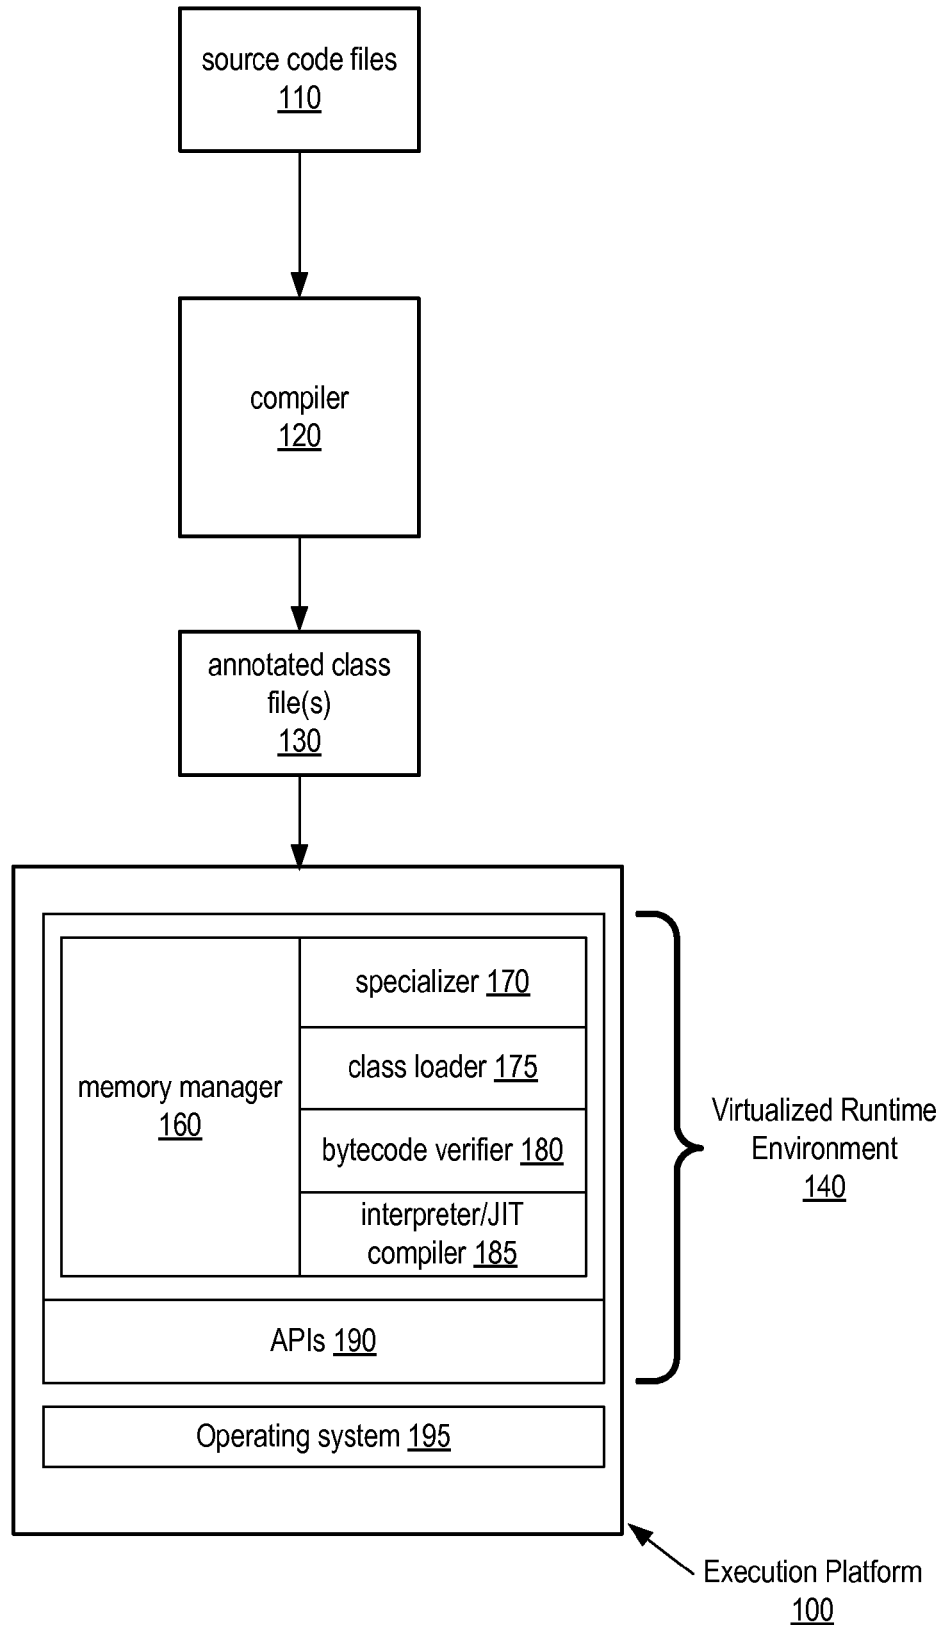 source code files
110
compiler
120
annotated class
file(s)
130
memory manager
160
specializer 170
class loader 175
bytecode verifier 180
interpreter/JIT
compiler 185
APIs 190
Operating system 195
Virtualized Runtime
Environment
140
Execution Platform
100